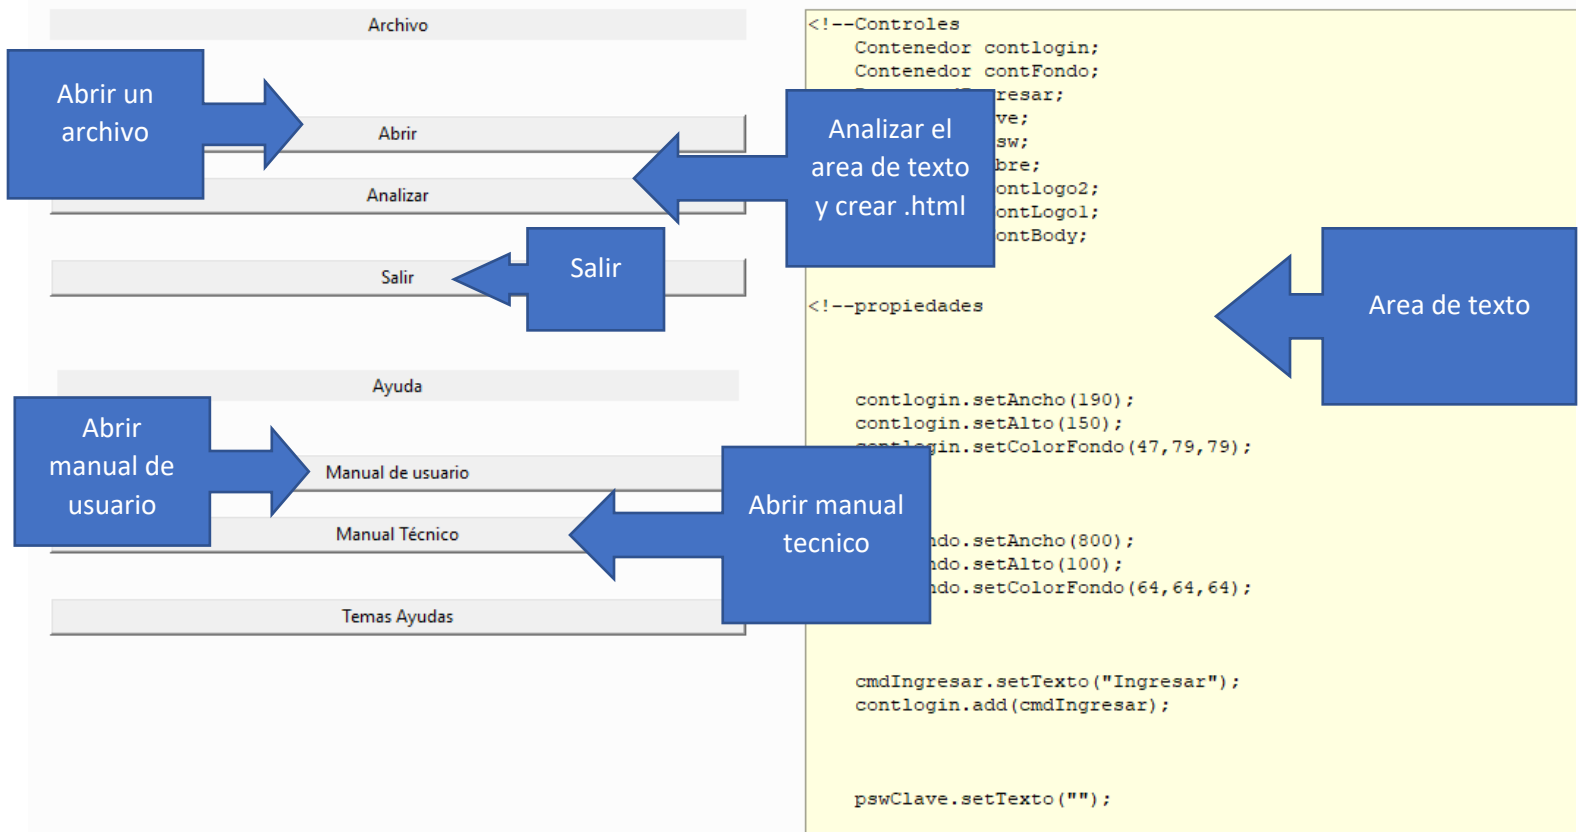 Archivo
Abrir un
archivo
Abrir
Analizar
Analizar el
area de texto
y crear .html
Salir
Salir
Ayuda
Abrir
manual de
usuario
Manual de usuario
Manual Técnico
Abrir manual
tecnico
Temas Ayudas
<!--Controles
Contenedor contlogin;
Contenedor contFondo;
resar;
ve;
sw;
bre;
ontlogo2;
ontLogo1;
ontBody;
<!--propiedades
Area de texto
contlogin.setAncho(190);
contlogin.setAlto(150);
contlogin.setColorFondo(47,79,79);
ndo.setAncho(800);
ndo.setAlto(100);
ndo.setColorFondo(64,64,64);
cmdIngresar.setTexto("Ingresar");
contlogin.add(cmdIngresar);
pswClave.setTexto("");